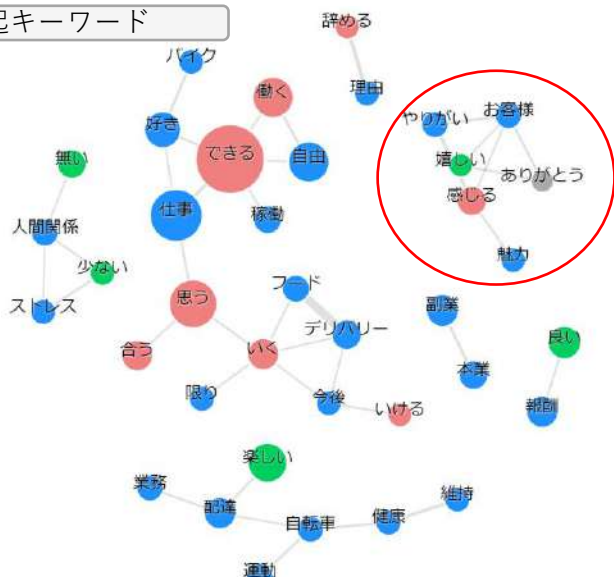 起キーワード
辞める
バイク
理由
働く
お客様
好き
やりがい
できる
自由
嬉しい
無い
ありがとう
感じる
仕事
稼働
人間関係
魅力
少ない
フード
ストレス
思う
副業
デリバリー
合う
いく
良い
本業
限り
今後
いける
報酬
楽しい
業務
維持
配達
健康
自転車
運動